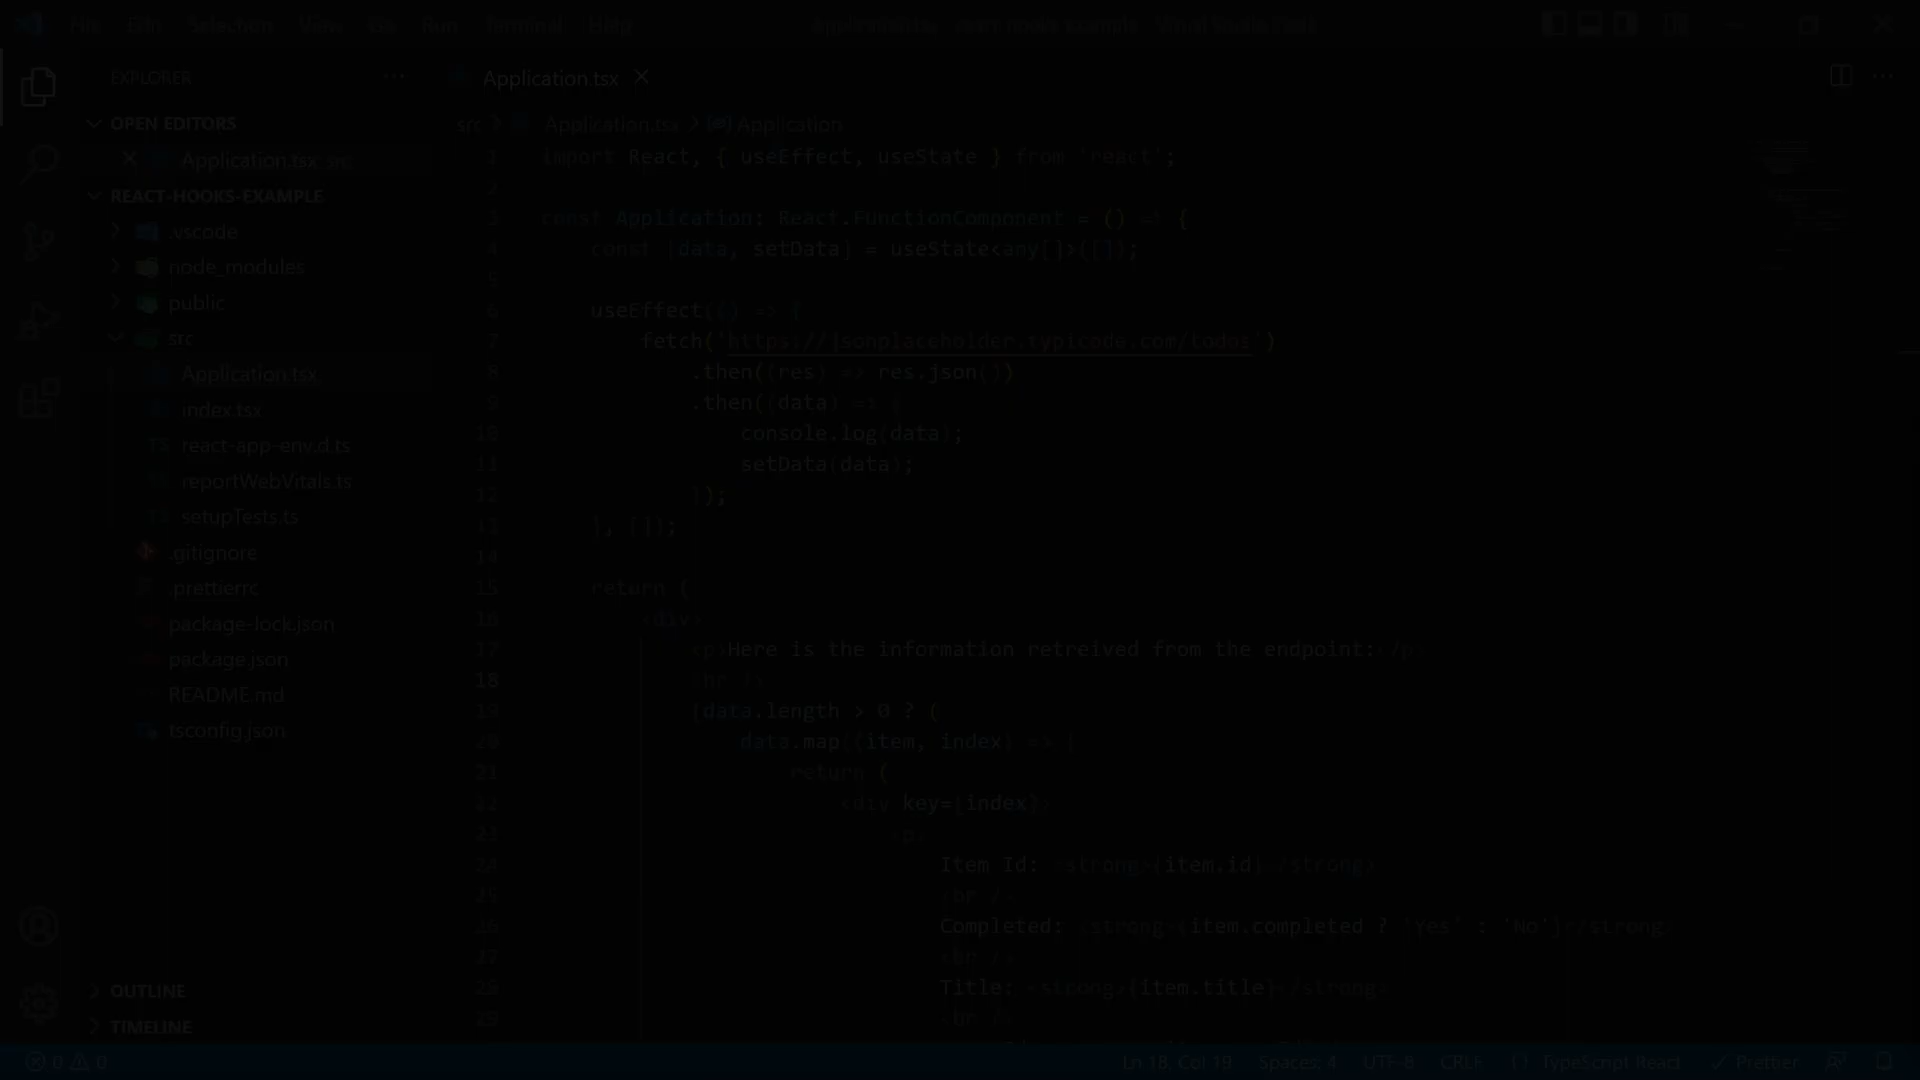 File Edit Selection View Go Run Terminal Help
EXPLORER
OPEN EDITORS
Application.tsx src
REACT-HOOKS-EXAMPLE
.vscode
node_modules
public
src
Application.tsx
index.tsx
TS react-app-env.d.ts
reportWebVitals.ts
setupTests.ts
.gitignore
.prettierrc
package-lock.json
package.json
README.md
tsconfig.json
OUTLINE
TIMELINE
Application.tsx
src > Application.tsx > Application
1 import React, { useEffect, useState } from 'react';
2
3 const Application: React.FunctionComponent = () => {
4 const [data, setData] = useState<any[]>([]);
5
6 useEffect(() => {
7 fetch('https://jsonplaceholder.typicode.com/todos')
8 .then((res) => res.json())
9 .then((data) => {
10 console.log(data);
11 setData(data);
12 });
13 }, []);
14
15 return (
16 <div>
17 <p>Here is the information retreived from the endpoint:</p>
18 <br />
19 {data.length > 0 ? (
20 data.map((item, index) => {
21 return (
22 <div key={index}>
23 <p>
24 Item Id: <strong>{item.id}</strong>
25 <br />
26 Completed: <strong>{item.completed ? 'Yes' : 'No'}</strong>
27 <br />
28 Title: <strong>{item.title}</strong>
29 <br />
0 0
Ln 18, Col 19 Spaces: 4 UTF-8 CRLF { } TypeScript React Prettier